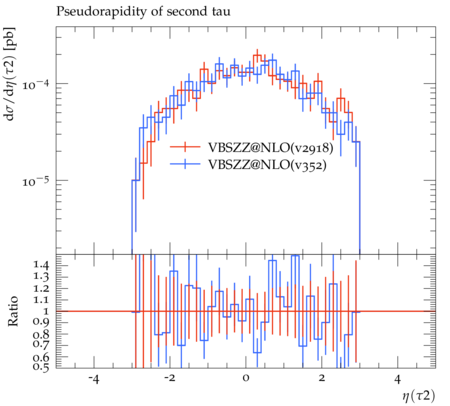 Pseudorapidity of second tau
dσ/dη(τ2) [pb]
10⁻⁴
10⁻⁵
VBSZZ@NLO(v2918)
VBSZZ@NLO(v352)
Ratio
1.4
1.3
1.2
1.1
1
0.9
0.8
0.7
0.6
0.5
-4 -2 0 2 4
η(τ2)